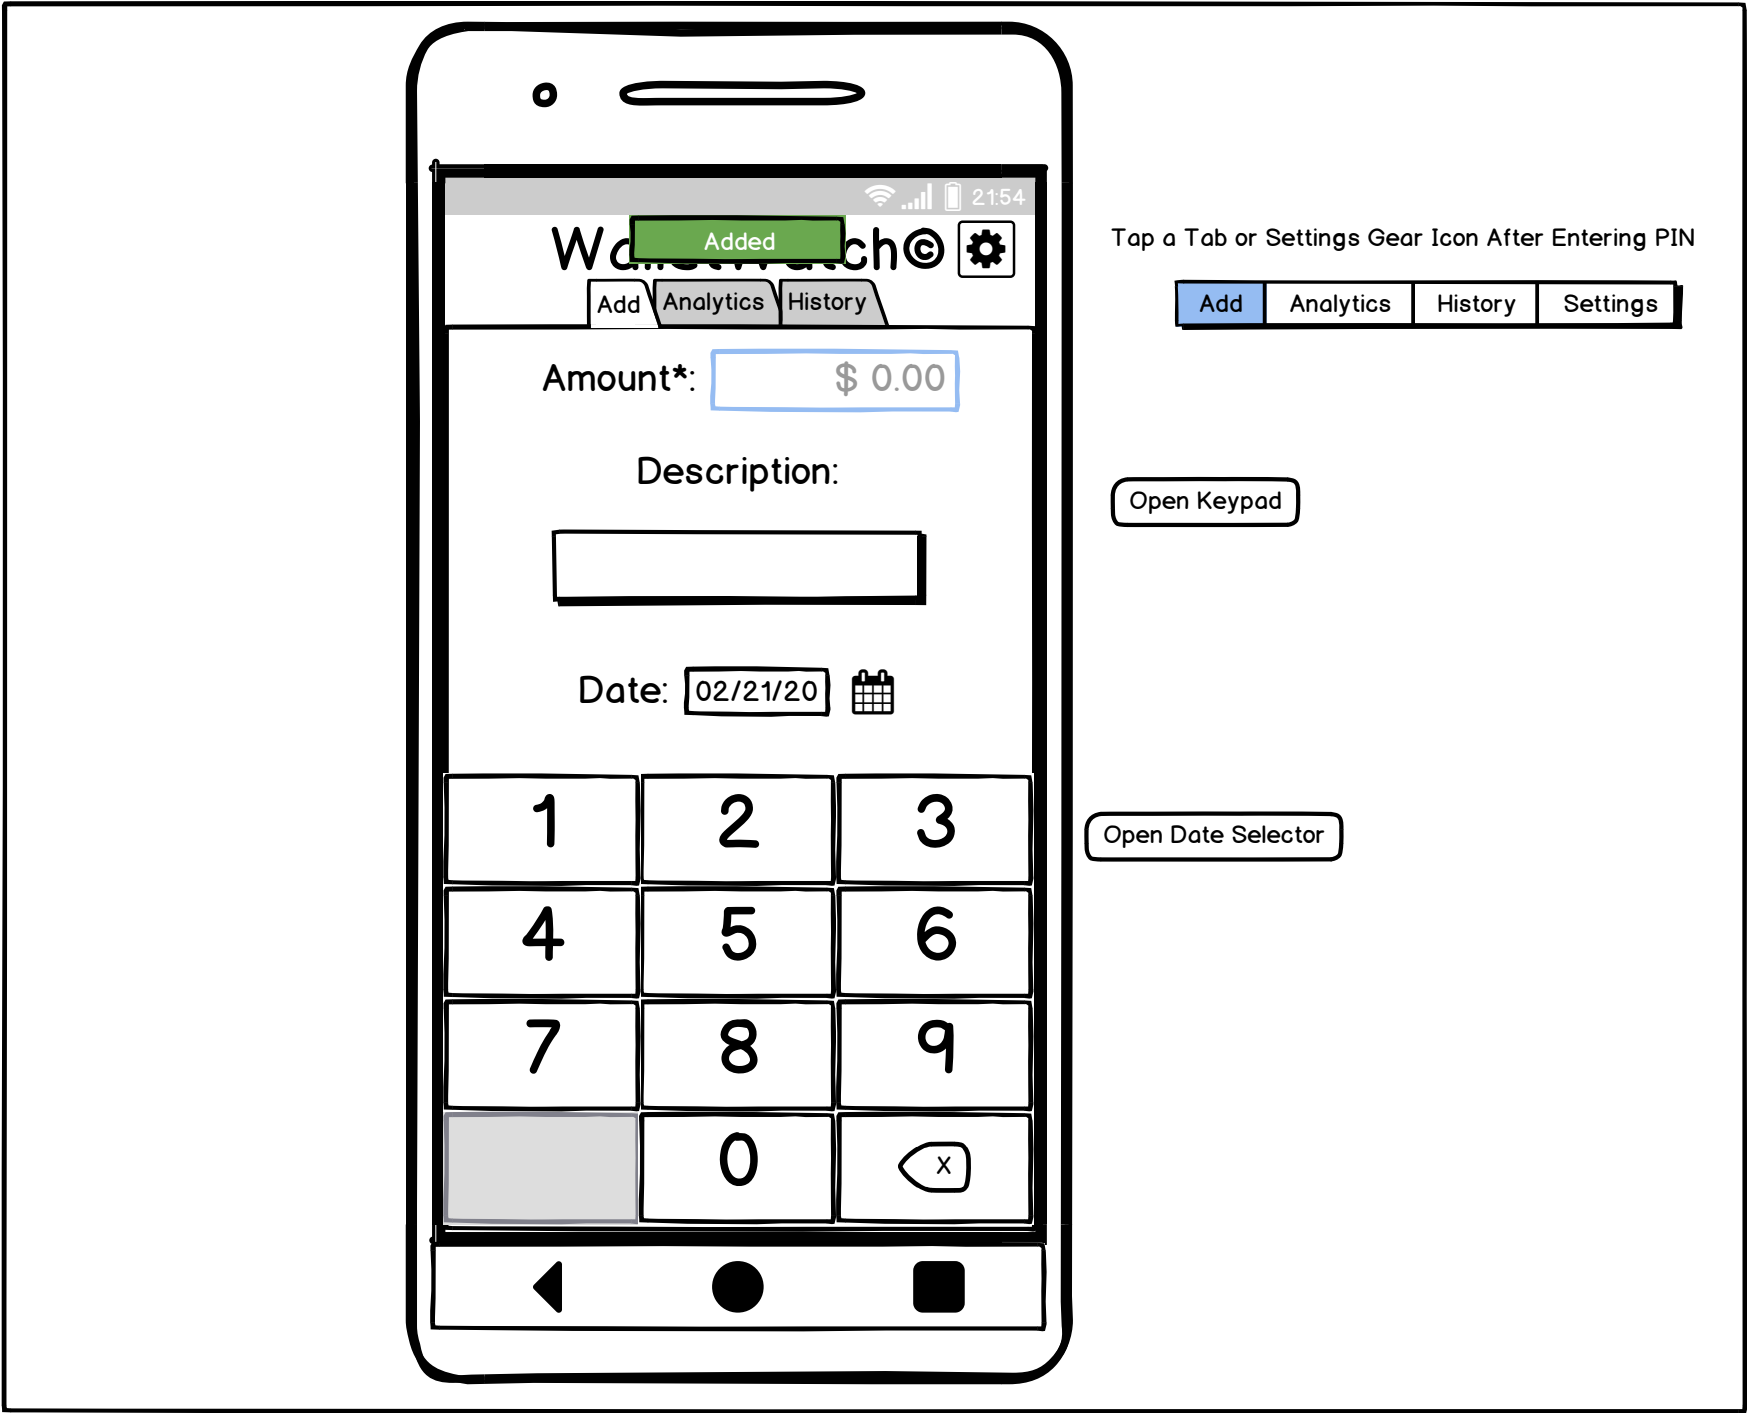 21:54
Added
ch©
Add Analytics History
Amount*: $ 0.00
Description:
Date: 02/21/20
1 2 3
4 5 6
7 8 9
0 X
Tap a Tab or Settings Gear Icon After Entering PIN
Add Analytics History Settings
Open Keypad
Open Date Selector